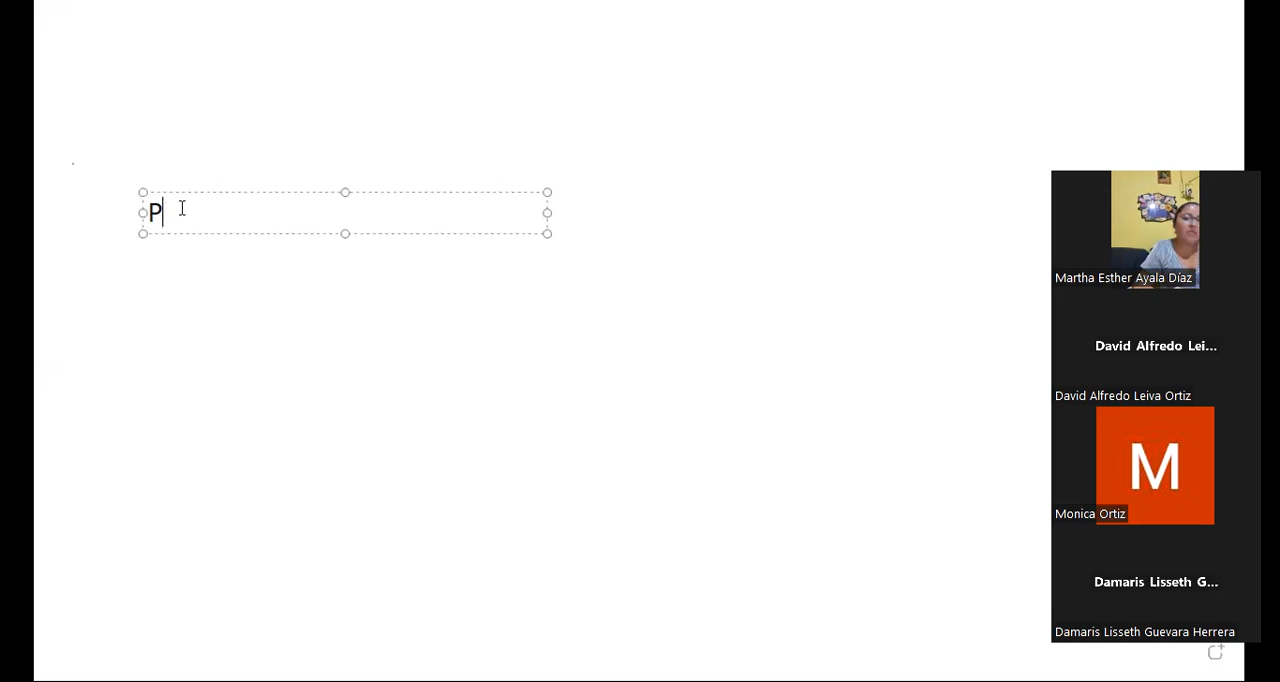 P
Martha Esther Ayala Díaz
David Alfredo Lei...
David Alfredo Leiva Ortiz
M
Monica Ortiz
Damaris Lisseth G...
Damaris Lisseth Guevara Herrera